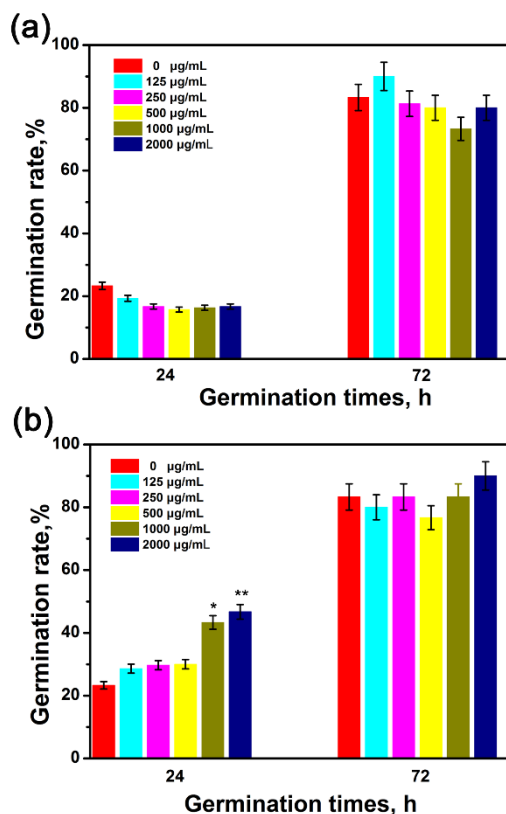 (a)
100
80
60
40
20
0
Germination rate,%
0 µg/mL
125 µg/mL
250 µg/mL
500 µg/mL
1000 µg/mL
2000 µg/mL
24 72
Germination times, h
(b)
100
80
60
40
20
0
Germination rate,%
0 µg/mL
125 µg/mL
250 µg/mL
500 µg/mL
1000 µg/mL
2000 µg/mL
* **
24 72
Germination times, h